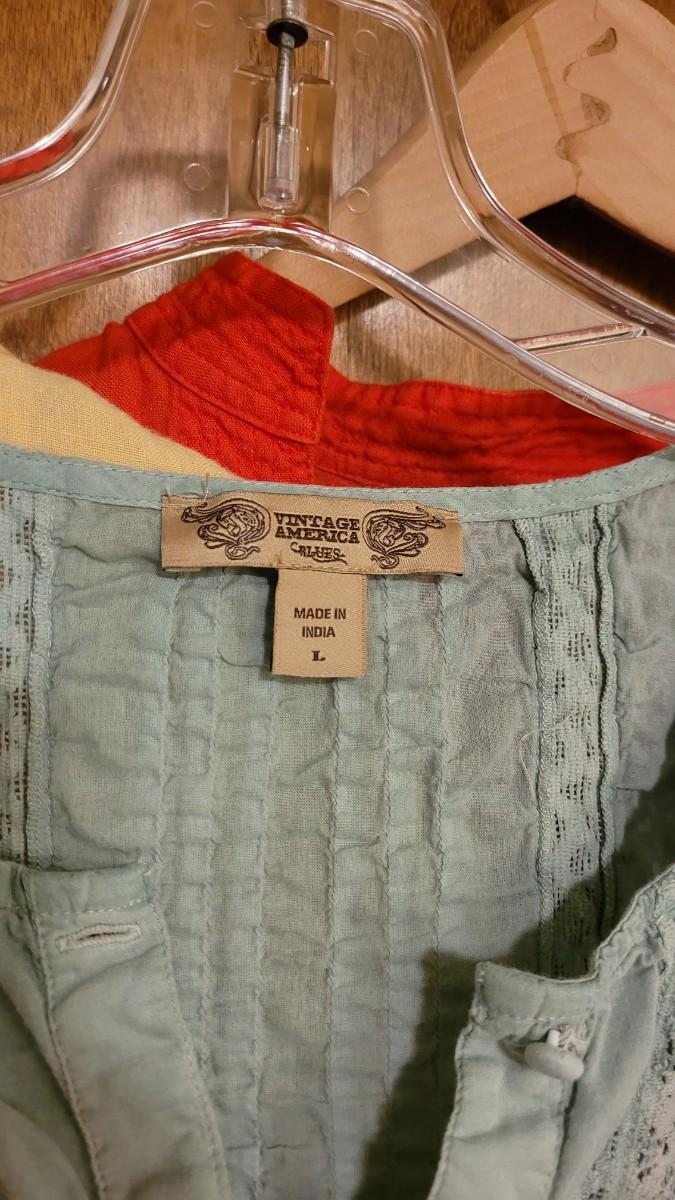 VINTAGE
AMERICA
BLUES
MADE IN
INDIA
L